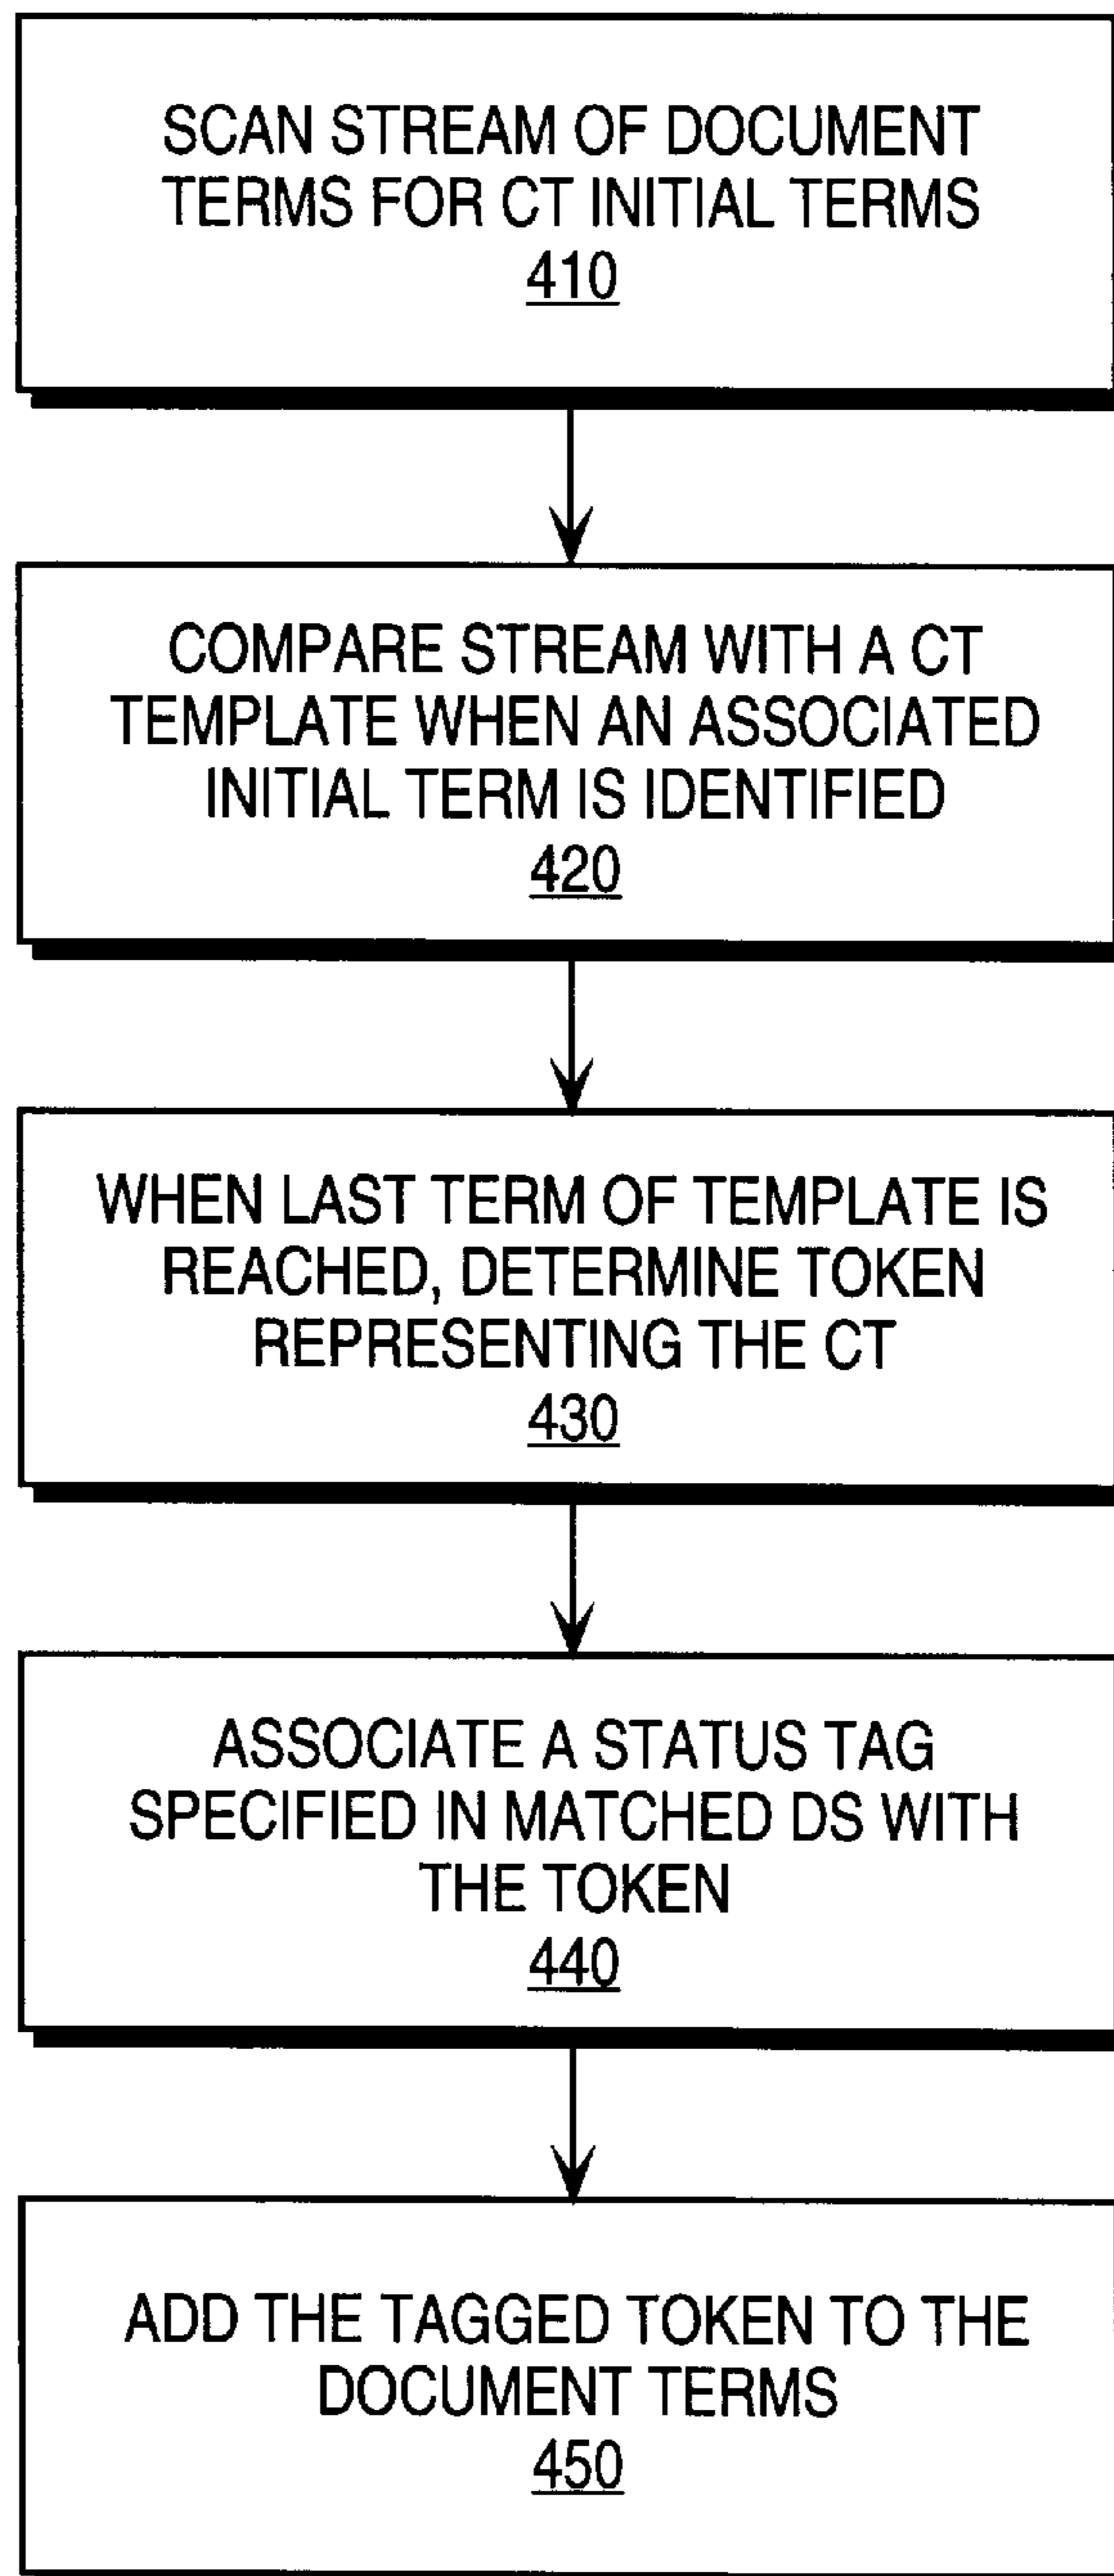 SCAN STREAM OF DOCUMENT
TERMS FOR CT INITIAL TERMS
410
COMPARE STREAM WITH A CT
TEMPLATE WHEN AN ASSOCIATED
INITIAL TERM IS IDENTIFIED
420
WHEN LAST TERM OF TEMPLATE IS
REACHED, DETERMINE TOKEN
REPRESENTING THE CT
430
ASSOCIATE A STATUS TAG
SPECIFIED IN MATCHED DS WITH
THE TOKEN
440
ADD THE TAGGED TOKEN TO THE
DOCUMENT TERMS
450